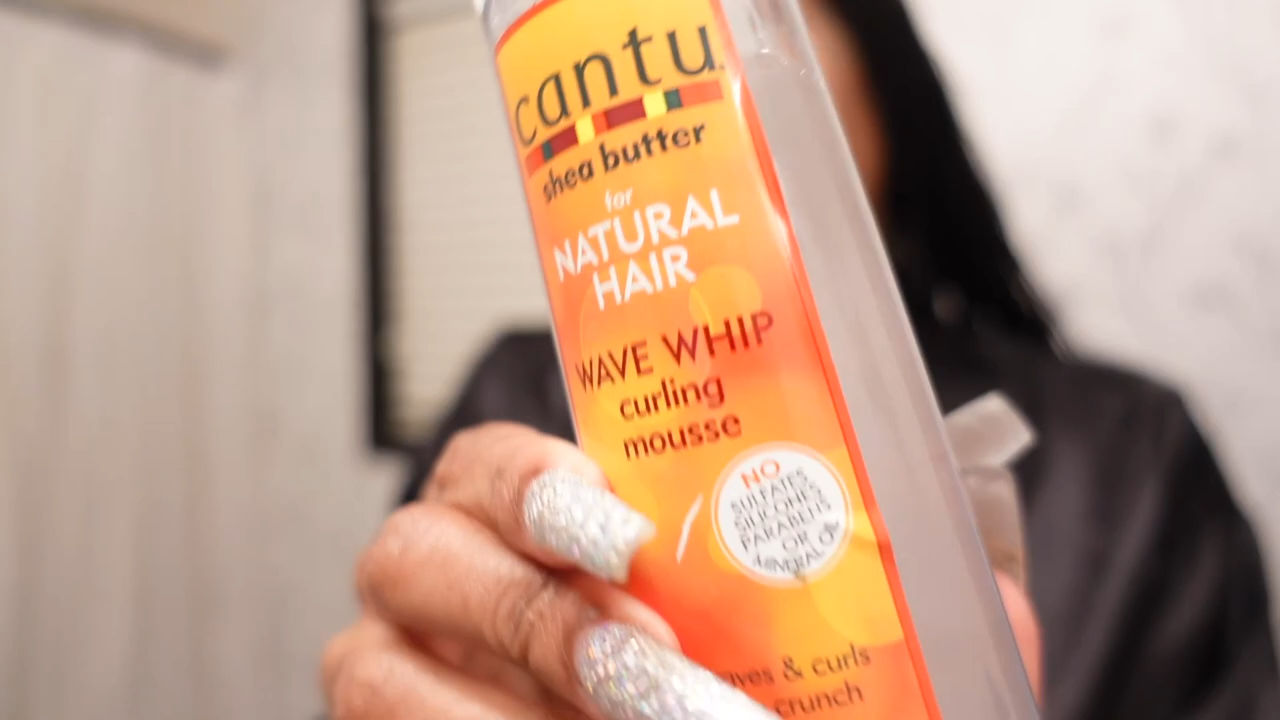 cantu
shea butter
for
NATURAL
HAIR
WAVE WHIP
curling
mousse
NO
SULFATES
SILICONES
PARABENS
OR
MINERAL OIL
& curls
crunch